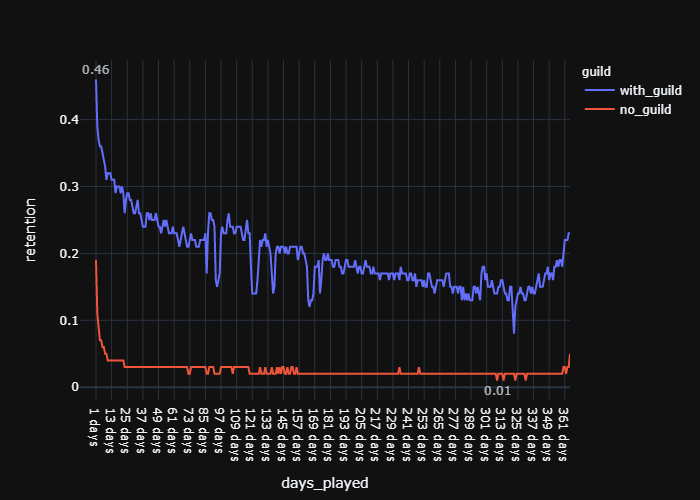 0.46
guild
with_guild
no_guild
0.4
0.3
0.2
0.1
0
retention
0.01
1 days
13 days
25 days
37 days
49 days
61 days
73 days
85 days
97 days
109 days
121 days
133 days
145 days
157 days
169 days
181 days
193 days
205 days
217 days
229 days
241 days
253 days
265 days
277 days
289 days
301 days
313 days
325 days
337 days
349 days
361 days
days_played